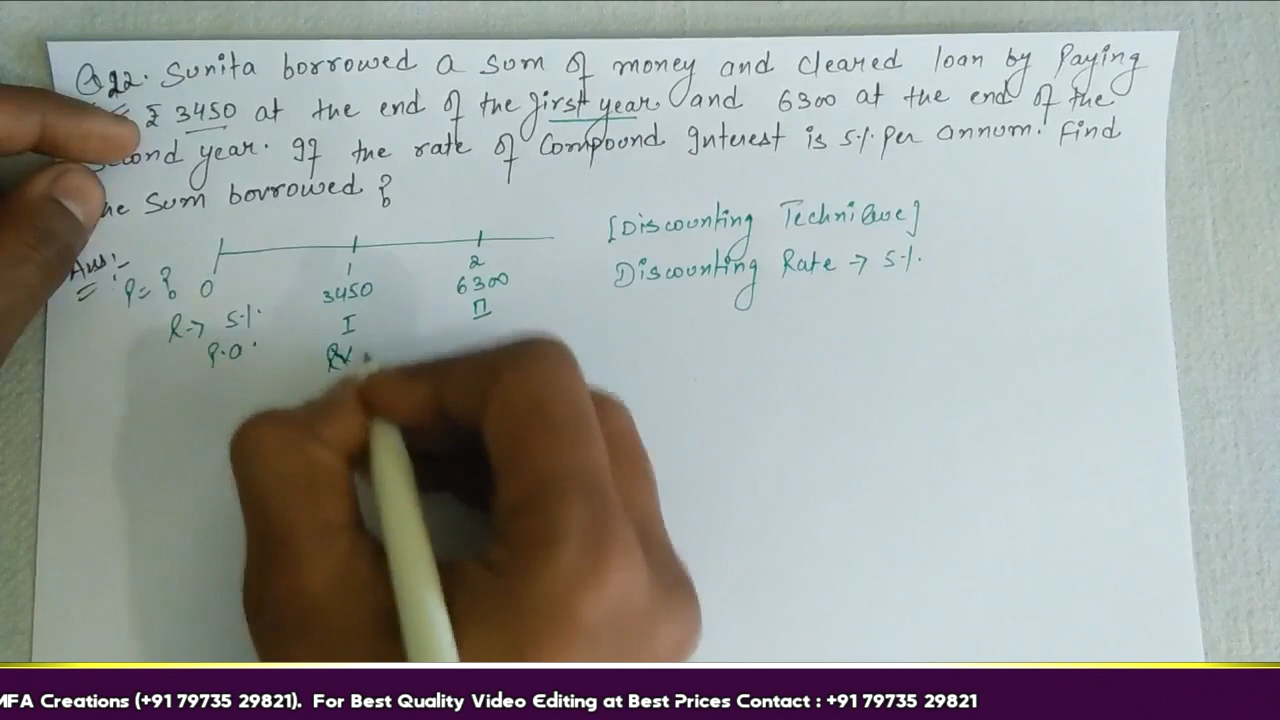 Q22. Sunita borrowed a sum of money and cleared loan by Paying
₹ 3450 at the end of the first year and 6300 at the end of the
second year. If the rate of Compound Interest is 5% per annum. Find
the sum borrowed ?
[Discounting Technique]
Discounting Rate → 5%.
Ans:-
P = ? 0 1 2
3450 6300
R → 5%. I II
P.a.
MFA Creations (+91 79735 29821). For Best Quality Video Editing at Best Prices Contact : +91 79735 29821